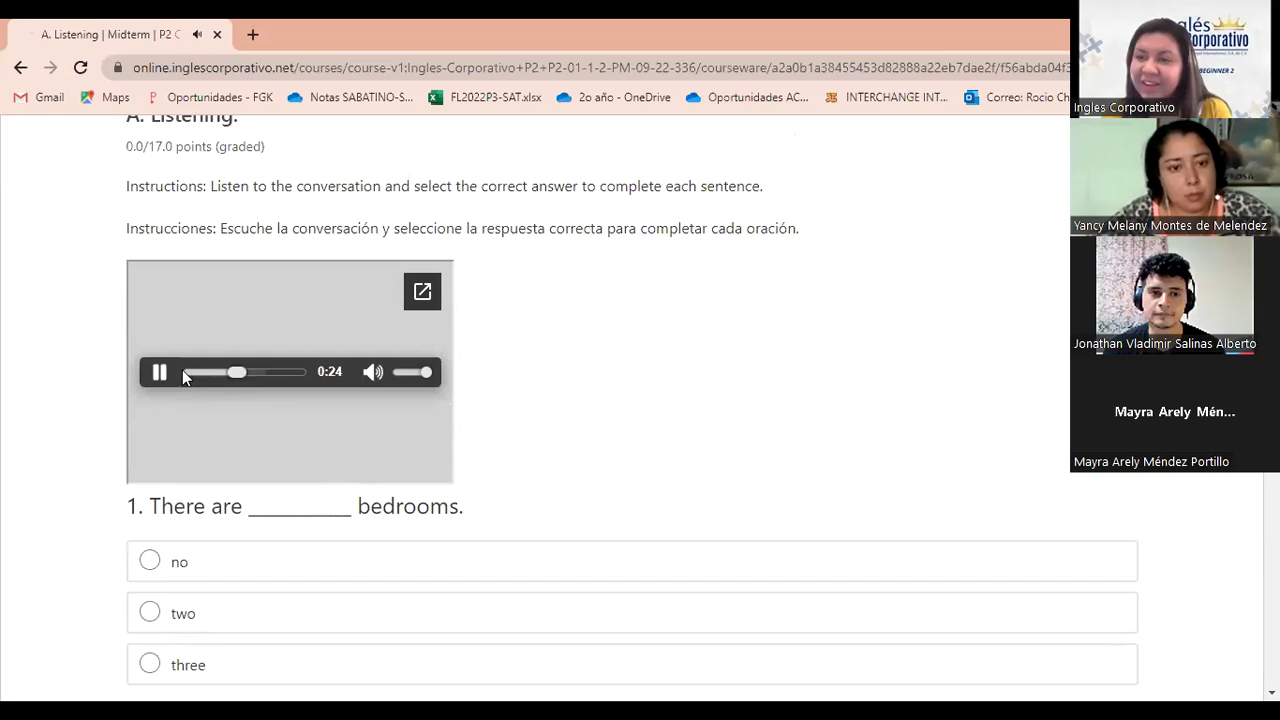 A. Listening | Midterm | P2 C
online.inglescorporativo.net/courses/course-v1:Ingles-Corpora
P2-01-1-2-PM-09-22-336/courseware/a2af31a38455453d82888a22eb7dae2f/f56abda04f3
Gmail
Maps
Oportunidades - FGK
Notas SABATINO-S...
FL2022P3-SAT.xlsx
2o año - OneDrive
Oportunidades AC...
INTERCHANGE INT...
Correo: Rocio Ch
A. Listening.
0.0/17.0 points (graded)
Instructions: Listen to the conversation and select the correct answer to complete each sentence.
Instrucciones: Escuche la conversación y seleccione la respuesta correcta para completar cada oración.
0:24
1. There are __________ bedrooms.
no
two
three
Ingles Corporativo
Yancy Melany Montes de Melendez
Jonathan Vladimir Salinas Alberto
Mayra Arely Mén...
Mayra Arely Méndez Portillo